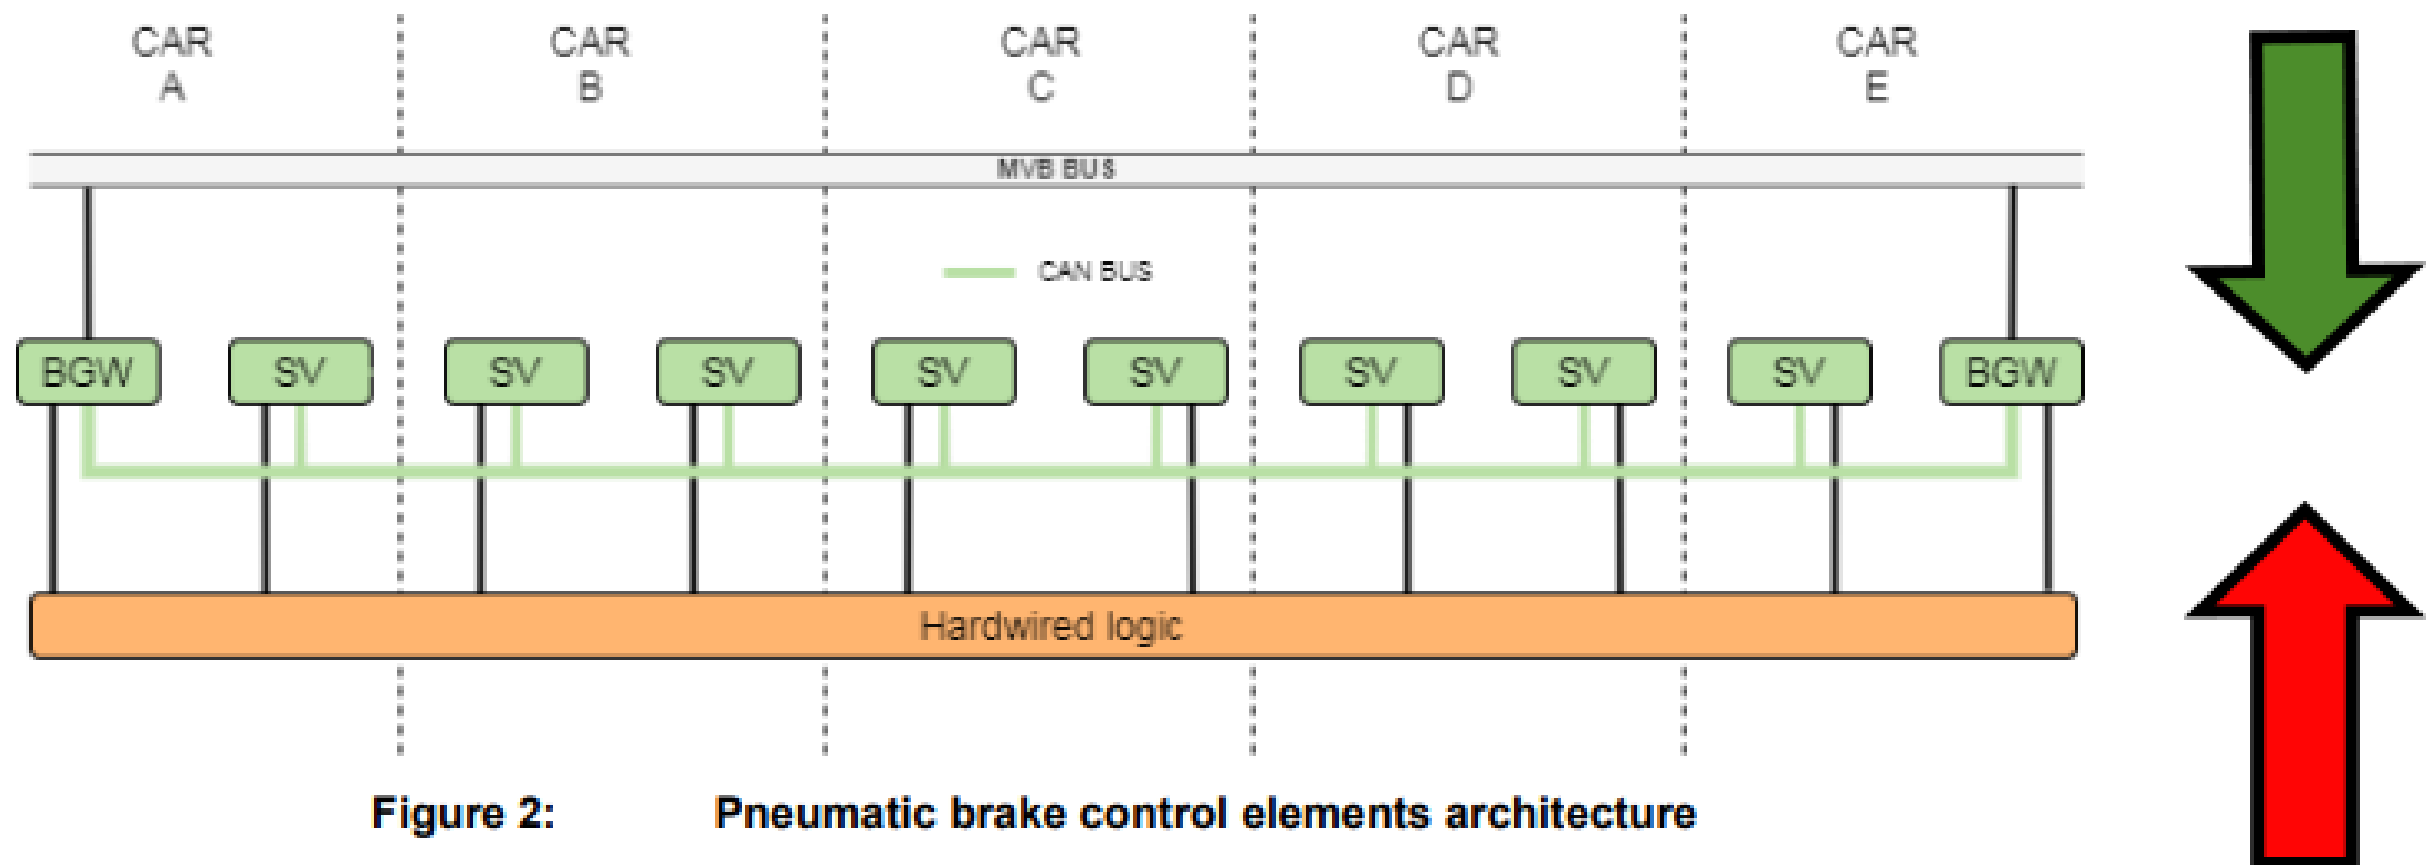 CAR CAR CAR CAR CAR
A B C D E
MVB BUS
CAN BUS
BGW SV SV SV SV SV SV SV SV BGW
Hardwired logic
Figure 2: Pneumatic brake control elements architecture